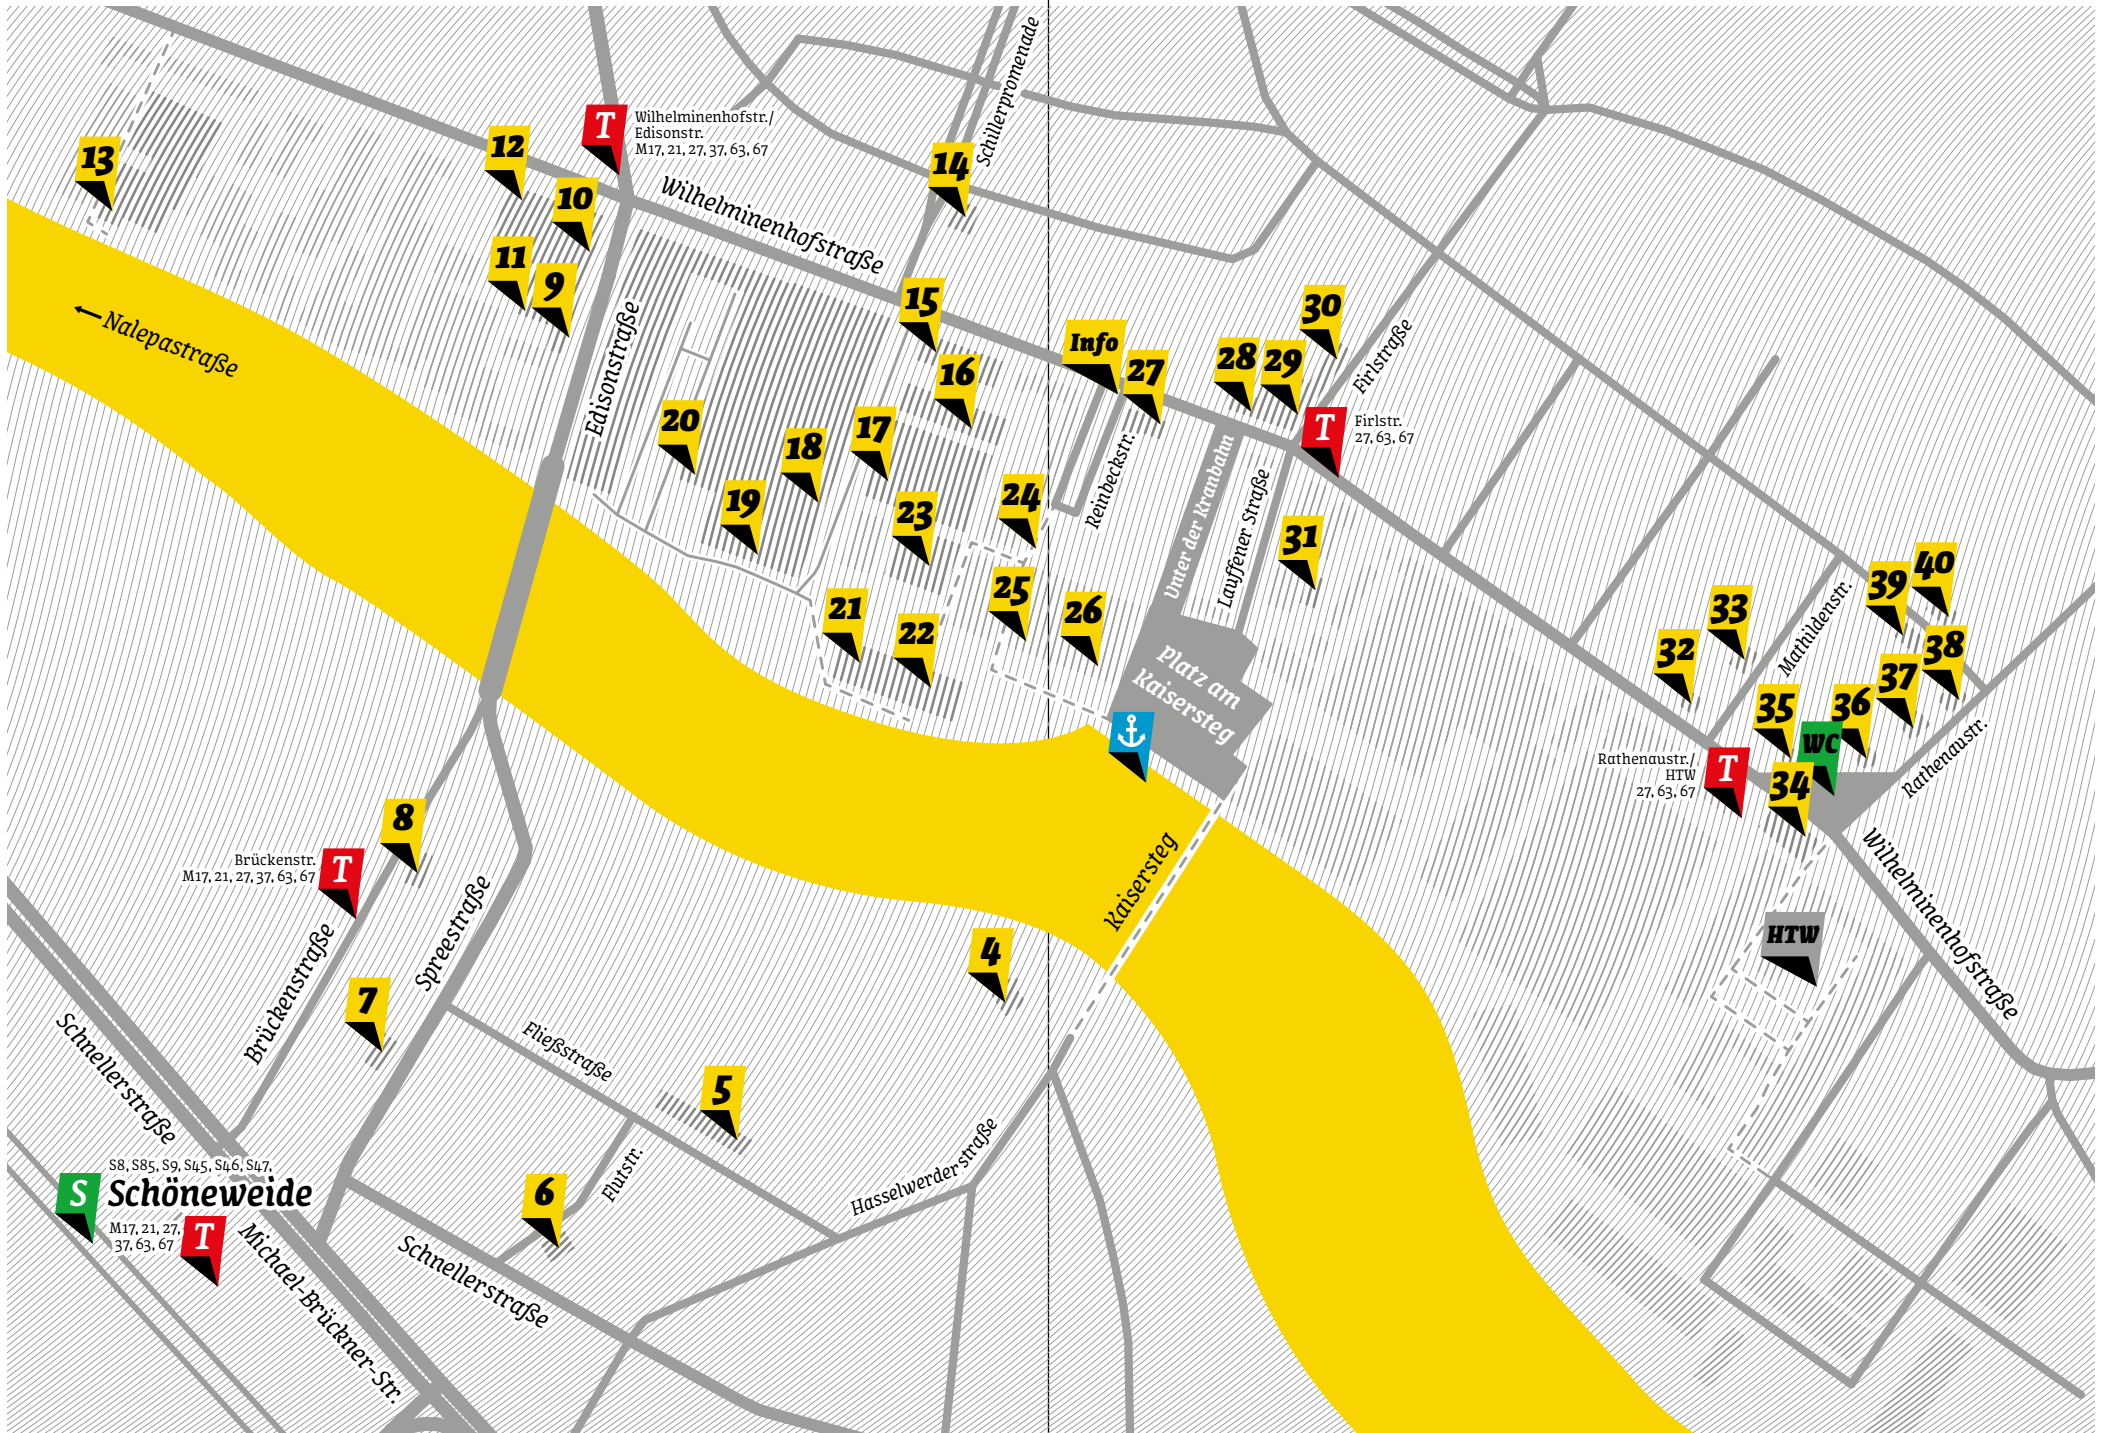 Schillerpromenade
T
Wilhelminenhofstr./
Edisonstr.
M17, 21, 27, 37, 63, 67
12
13
14
10
Wilhelminenhofstraße
11
9
15
30
Nalepastraße
Edisonstraße
Info
27
28
29
Firlstraße
16
20
17
18
T
Firlstr.
27, 63, 67
19
23
24
Reinbeckstr.
Unter der Kranbahn
Lauffener Straße
31
21
22
25
26
Platz am
Kaisersteg
33
32
Mathildenstr.
39
40
38
37
35
36
WC
34
Rathenaustr./
HTW
27, 63, 67
T
Rathenaustr.
8
Brückenstr.
M17, 21, 27, 37, 63, 67
T
Kaisersteg
Wilhelminenhofstraße
HTW
4
Brückenstraße
Spreestraße
7
Schnellerstraße
Fließstraße
5
Flutstr.
6
Hasselwerderstraße
S8, S85, S9, S45, S46, S47,
S
Schöneweide
M17, 21, 27,
37, 63, 67
T
Michael-Brückner-Str.
Schnellerstraße